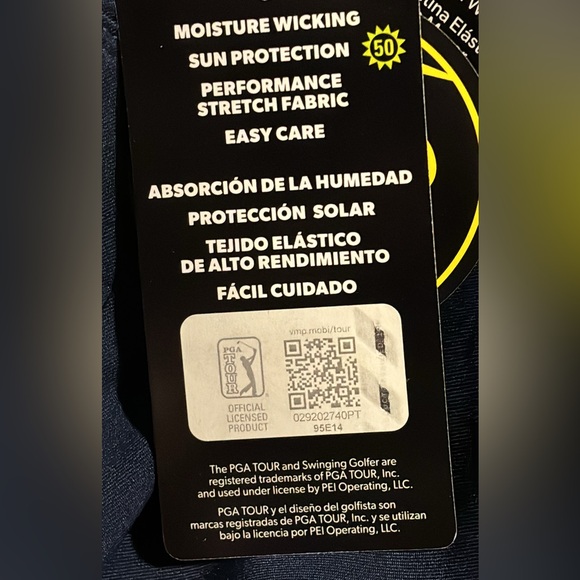 MOISTURE WICKING
SUN PROTECTION 50
PERFORMANCE
STRETCH FABRIC
EASY CARE
ABSORCIÓN DE LA HUMEDAD
PROTECCIÓN SOLAR
TEJIDO ELÁSTICO
DE ALTO RENDIMIENTO
FÁCIL CUIDADO
vmp.mobi/tour
PGA
TOUR
OFFICIAL
LICENSED
PRODUCT
029202740PT
95E14
The PGA TOUR and Swinging Golfer are
registered trademarks of PGA TOUR, Inc.
and used under license by PEI Operating, LLC.
PGA TOUR y el diseño del golfista son
marcas registradas de PGA TOUR, Inc. y se utilizan
bajo la licencia por PEI Operating, LLC.